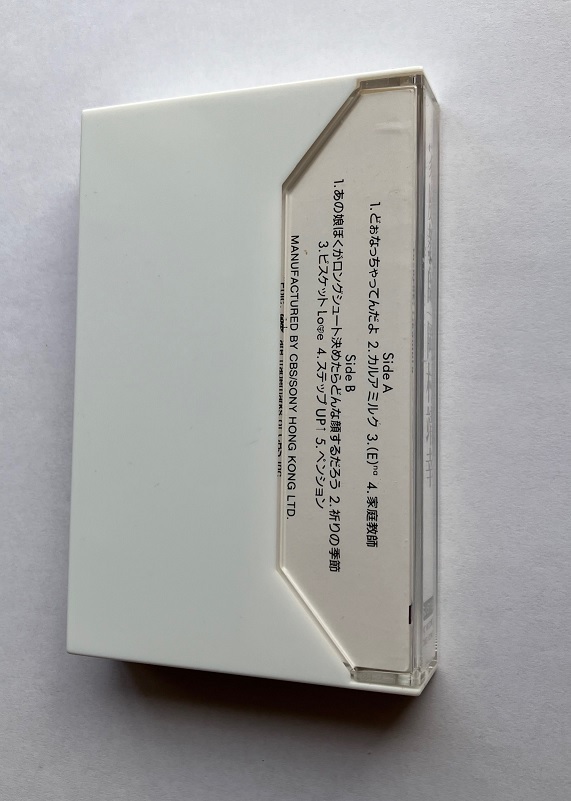 Side A
1.どぉなっちゃってんだよ 2.カルアミルク 3.(E)na 4.家庭教師
Side B
1.あの娘ぼくがロングシュート決めたらどんな顔するだろう 2.祈りの季節
3.ビスケットLo♡e 4.ステップUP↑ 5.ペンション
MANUFACTURED BY CBS/SONY HONG KONG LTD.